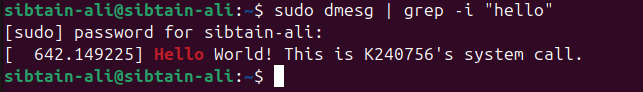 sibtain-ali@sibtain-ali:~$ sudo dmesg | grep -i "hello"
[sudo] password for sibtain-ali:
[  642.149225] Hello World! This is K240756's system call.
sibtain-ali@sibtain-ali:~$